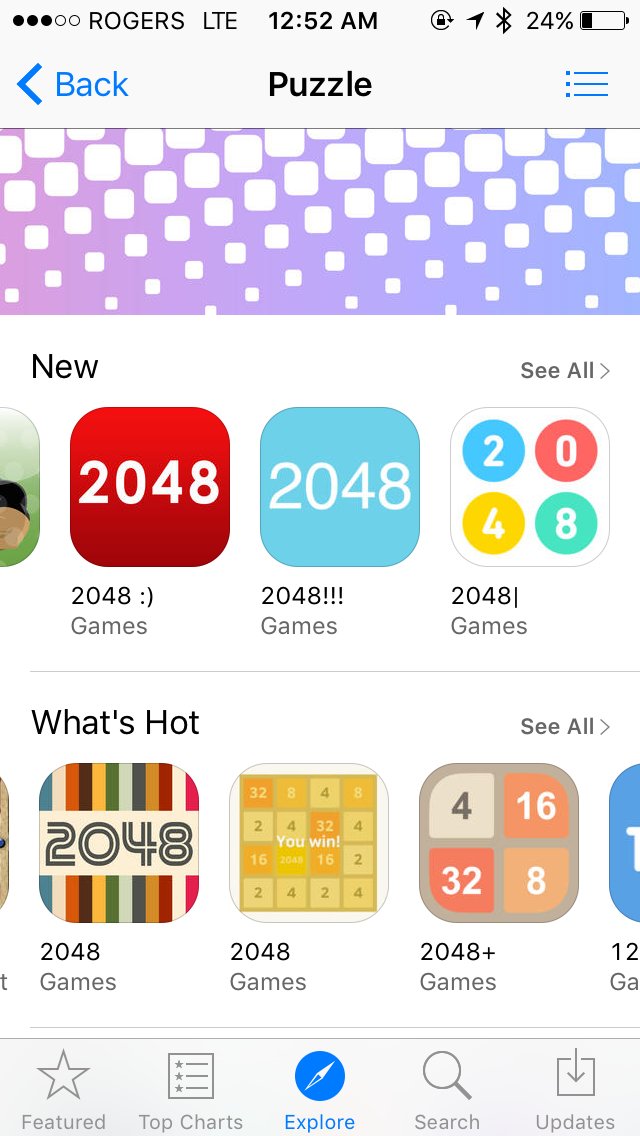 ROGERS LTE 12:52 AM 24%
Back Puzzle
New See All
2048 2048 2 0
4 8
2048 :) 2048!!! 2048|
Games Games Games
What's Hot See All
2048 32 8 4 8 4 16
2 4 32 4
You win!
16 2048 16 2 32 8
2 4 2 4
2048 2048 2048+ 12
t Games Games Games Ga
Featured Top Charts Explore Search Updates